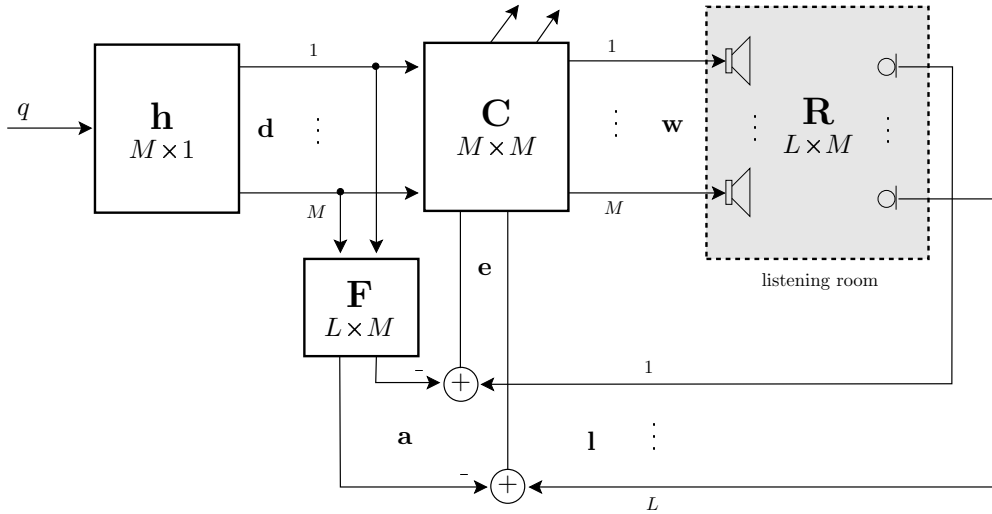 q
h
M × 1
1
d
M
C
M × M
1
w
M
R
L × M
listening room
F
L × M
e
–
+
1
a
l
–
+
L